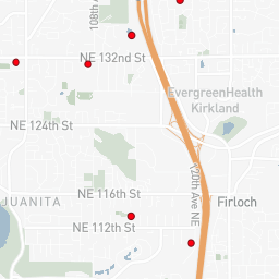 108th A
NE 132nd St
EvergreenHealth
Kirkland
NE 124th St
120th Ave NE
NE 116th St
JUANITA
Firloch
NE 112th St